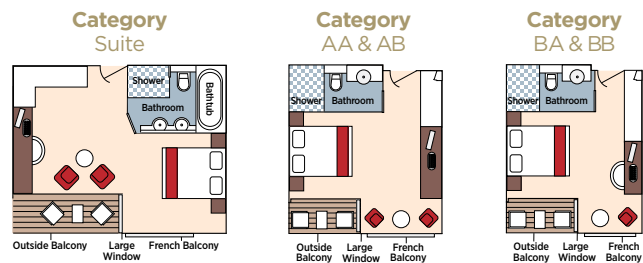 Category
Suite
Shower
Bathroom
Bathtub
Outside Balcony
Large
Window
French Balcony
Category
AA & AB
Shower
Bathroom
Outside
Balcony
Large
Window
French
Balcony
Category
BA & BB
Shower
Bathroom
Outside
Balcony
Large
Window
French
Balcony